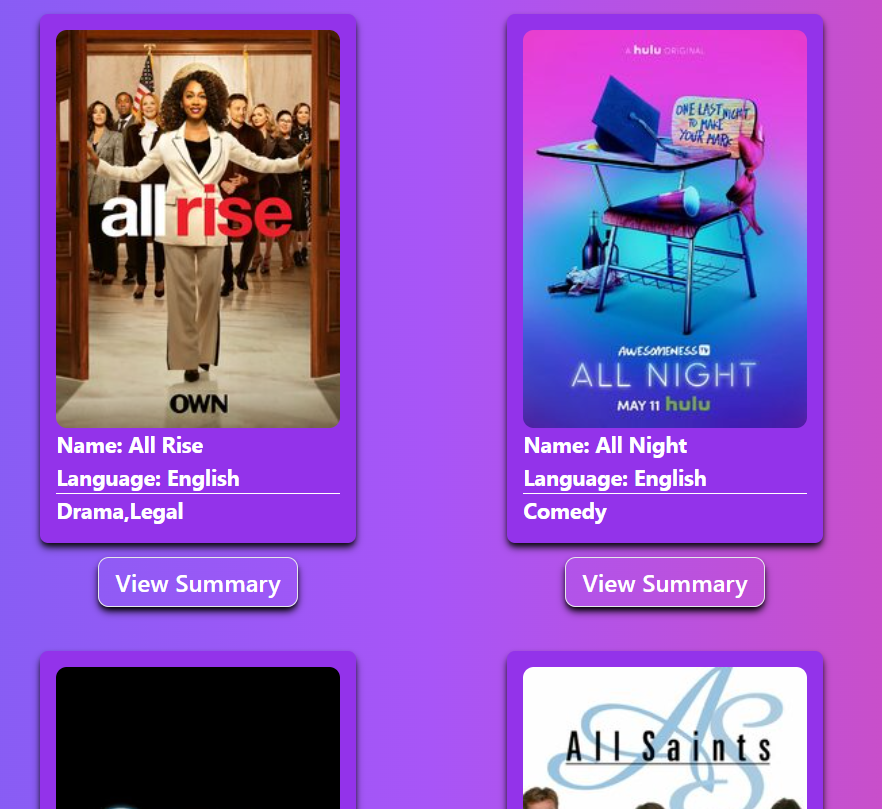 all rise
OWN
Name: All Rise
Language: English
Drama,Legal
View Summary
A hulu ORIGINAL
ONE LAST NIGHT
TO MAKE
YOUR MARK
AWESOMENESS TV
ALL NIGHT
MAY 11 hulu
Name: All Night
Language: English
Comedy
View Summary
AS
All Saints